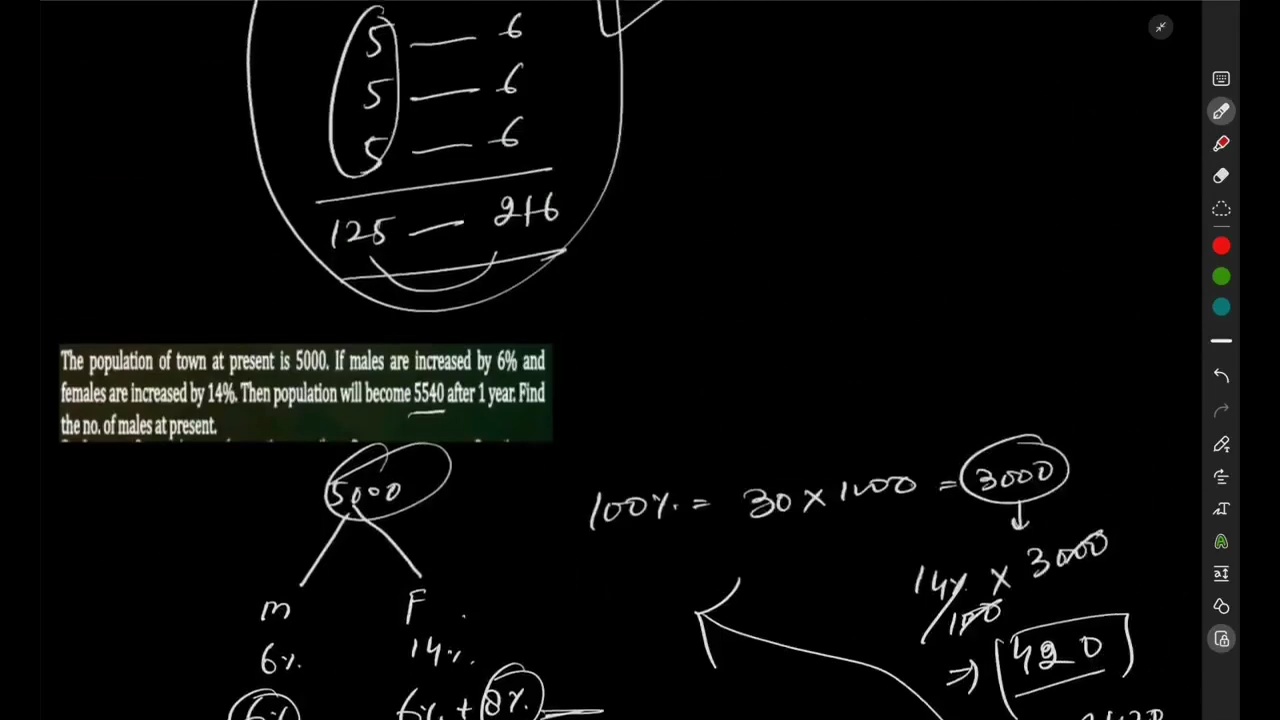 5 — 6
5 — 6
5 — 6
125 — 216
The population of town at present is 5000. If males are increased by 6% and
females are increased by 14%. Then population will become 5540 after 1 year. Find
the no. of males at present.
5000
100% = 30 x 100 = 3000
14% x 3000
/100
m F
⇒ [420]
6% 14%
6% 6% + 8%